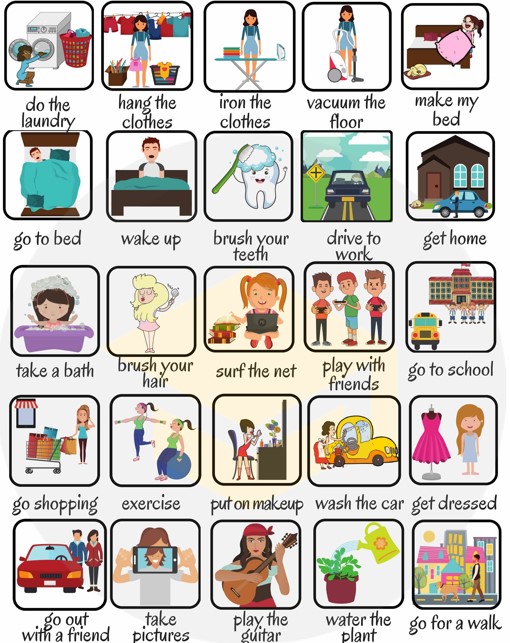 do the
laundry
hang the
clothes
iron the
clothes
vacuum the
floor
make my
bed
go to bed
wake up
brush your
teeth
drive to
work
get home
take a bath
brush your
hair
surf the net
play with
friends
go to school
go shopping
exercise
put on makeup
wash the car
get dressed
go out
with a friend
take
pictures
play the
guitar
water the
plant
go for a walk